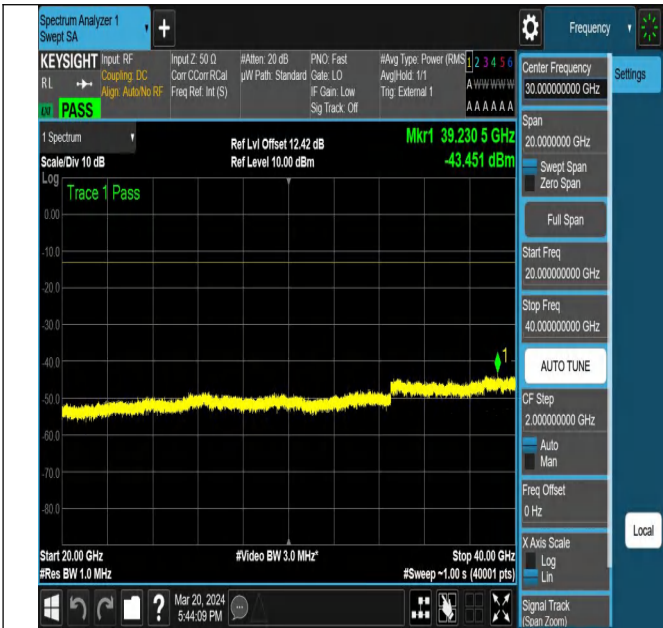 Spectrum Analyzer 1
Swept SA
+
Frequency
KEYSIGHT
RL
PASS
Input: RF
Coupling: DC
Align: Auto/No RF
Input Z: 50 Ω
Corr CCorr RCal
Freq Ref: Int (S)
#Atten: 20 dB
µW Path: Standard
PNO: Fast
Gate: LO
IF Gain: Low
Sig Track: Off
#Avg Type: Power (RMS
Avg|Hold: 1/1
Trig: External 1
1 2 3 4 5 6
A W W W W W
A A A A A A
1 Spectrum
Scale/Div 10 dB
Ref Lvl Offset 12.42 dB
Ref Level 10.00 dBm
Mkr1 39.230 5 GHz
-43.451 dBm
Log
Trace 1 Pass
0.00
-10.0
-20.0
-30.0
-40.0
-50.0
-60.0
-70.0
-80.0
1
Start 20.00 GHz
#Res BW 1.0 MHz
#Video BW 3.0 MHz*
Stop 40.00 GHz
#Sweep ~1.00 s (40001 pts)
?
Mar 20, 2024
5:44:09 PM
Center Frequency
30.000000000 GHz
Settings
Span
20.0000000 GHz
Swept Span
Zero Span
Full Span
Start Freq
20.000000000 GHz
Stop Freq
40.000000000 GHz
AUTO TUNE
CF Step
2.000000000 GHz
Auto
Man
Freq Offset
0 Hz
Local
X Axis Scale
Log
Lin
Signal Track
(Span Zoom)